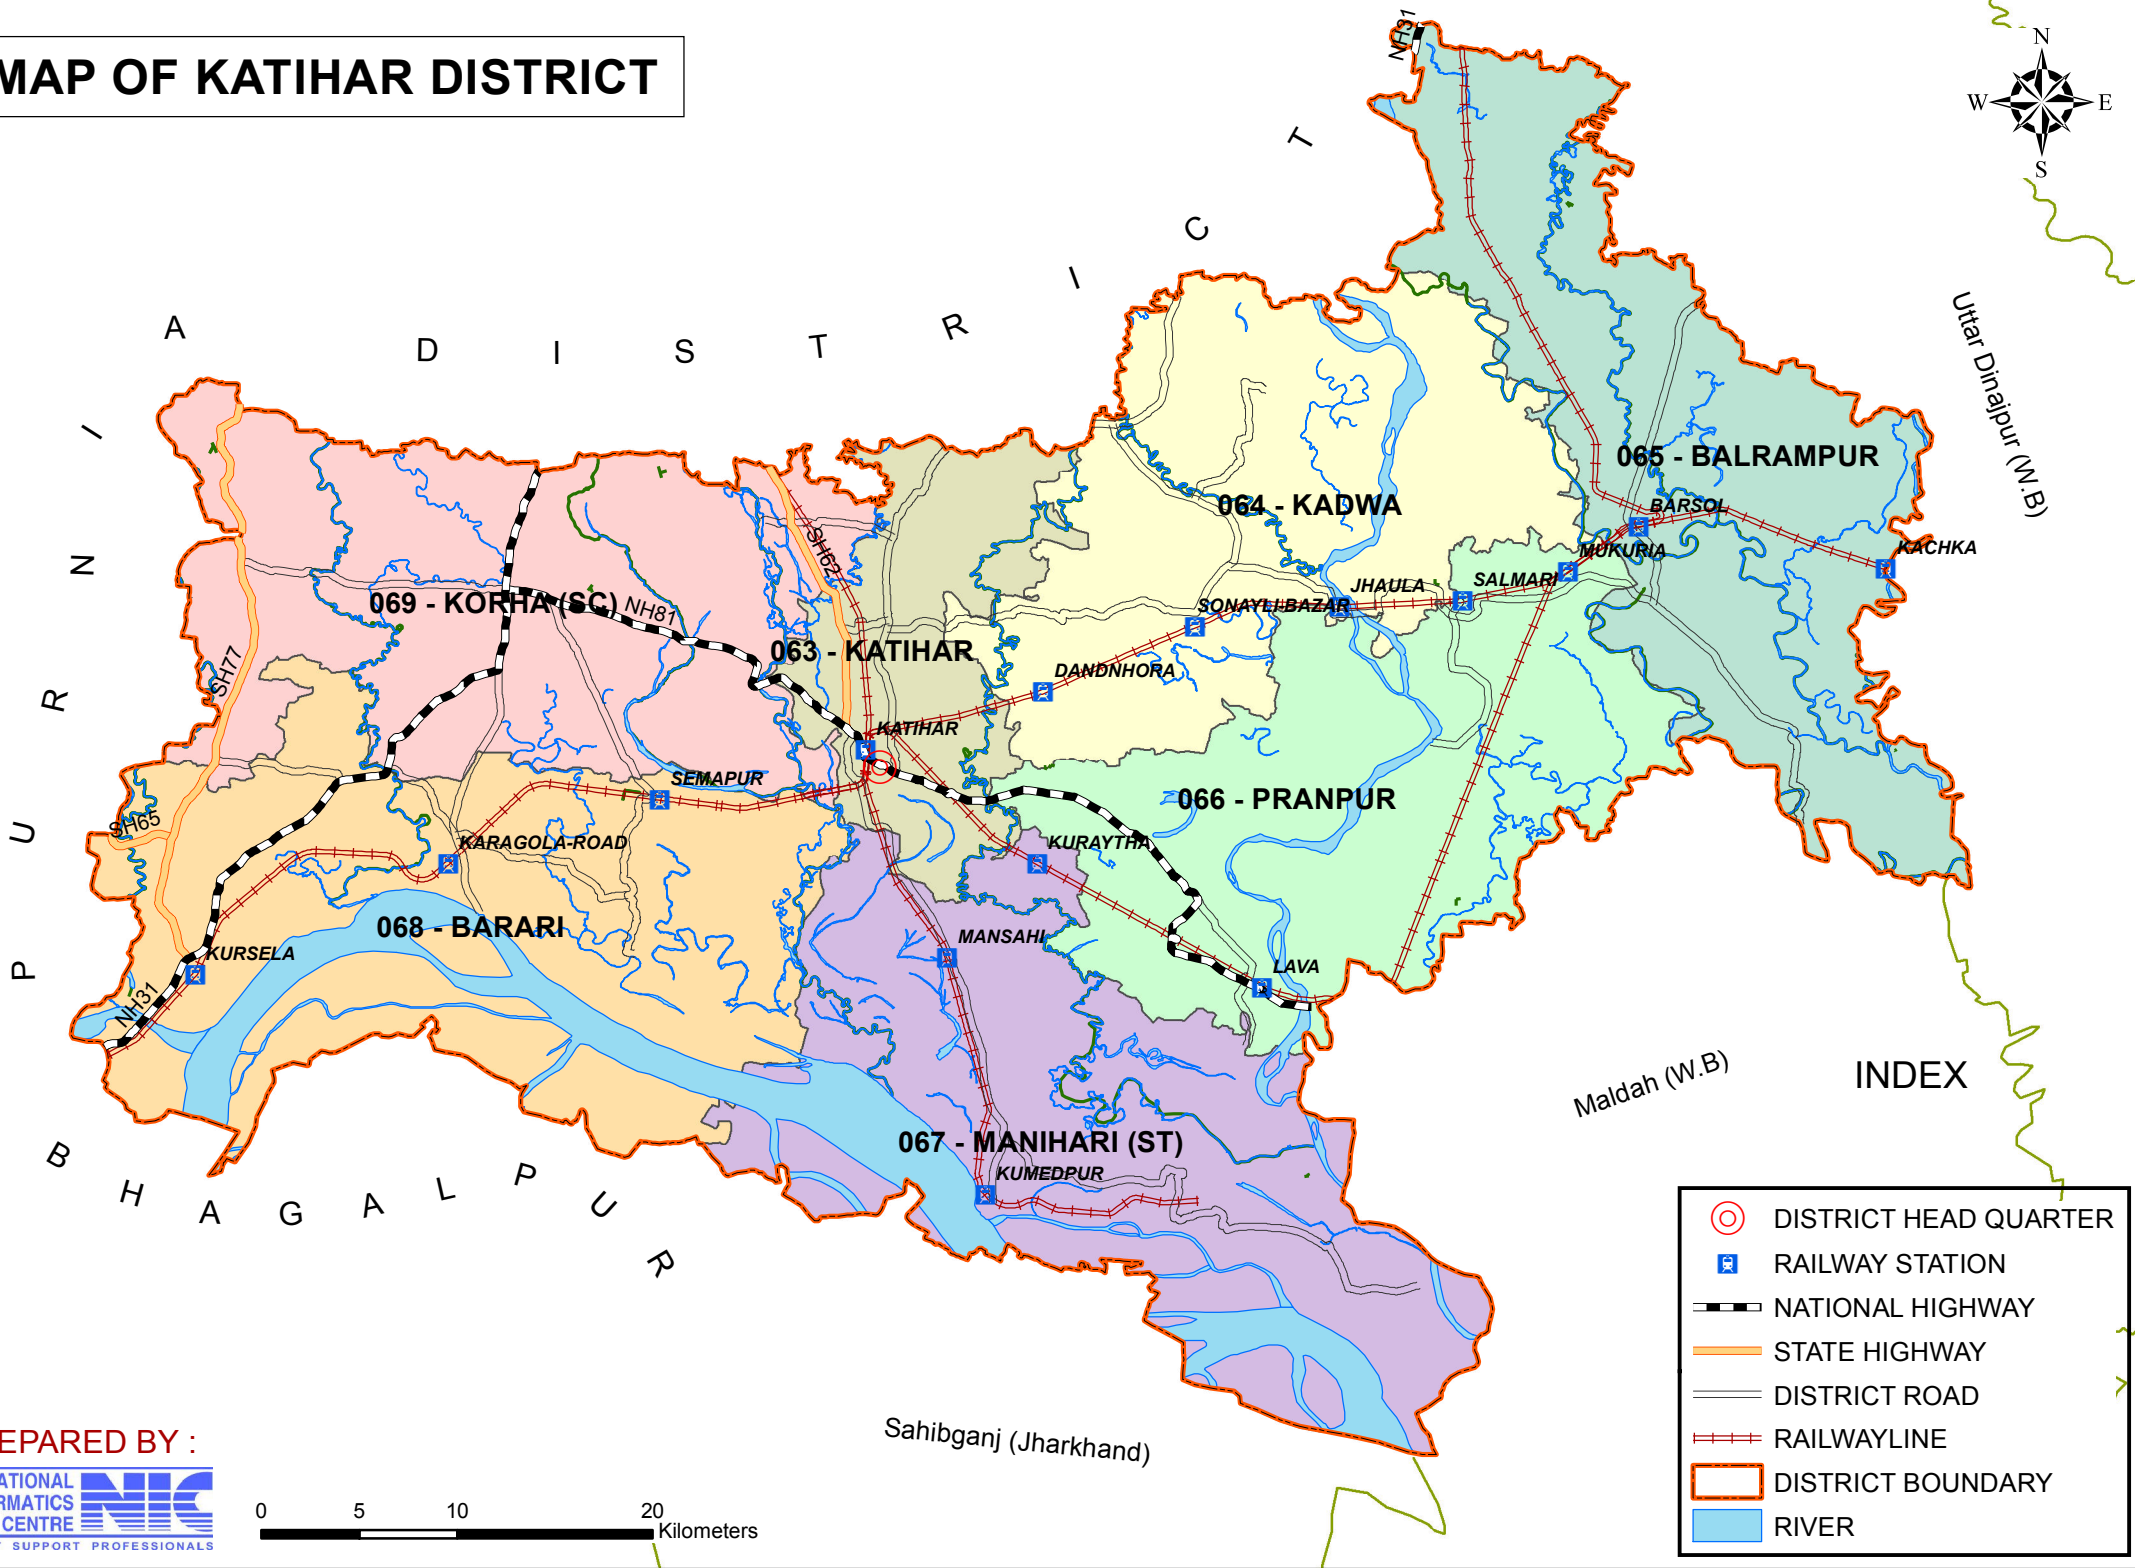 MAP OF KATIHAR DISTRICT
N
W E
S
NH31
PURNIA DISTRICT
Uttar Dinajpur (W.B)
065 - BALRAMPUR
BARSOL
KACHKA
MUKURIA
064 - KADWA
SALMARI
JHAULA
SONAYLI-BAZAR
DANDNHORA
SH62
069 - KORHA (SC)
NH81
063 - KATIHAR
KATIHAR
SH77
SEMAPUR
066 - PRANPUR
SH65
KARAGOLA-ROAD
KURAYTHA
068 - BARARI
MANSAHI
KURSELA
LAVA
NH31
Maldah (W.B)
067 - MANIHARI (ST)
KUMEDPUR
BHAGALPUR
Sahibganj (Jharkhand)
INDEX
DISTRICT HEAD QUARTER
RAILWAY STATION
NATIONAL HIGHWAY
STATE HIGHWAY
DISTRICT ROAD
RAILWAYLINE
DISTRICT BOUNDARY
RIVER
EPARED BY :
ATIONAL
RMATICS
CENTRE
NIC
SUPPORT PROFESSIONALS
0 5 10 20
Kilometers